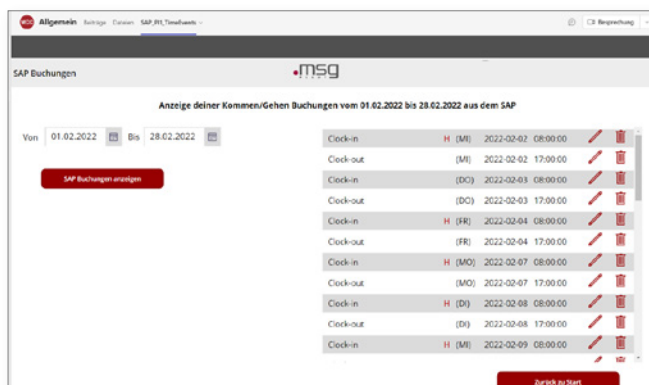 Allgemein Beiträge Dateien SAP_PJ1_TimeEvents Besprechung
SAP Buchungen
.msg
Anzeige deiner Kommen/Gehen Buchungen vom 01.02.2022 bis 28.02.2022 aus dem SAP
Von 01.02.2022 Bis 28.02.2022
SAP Buchungen anzeigen
Clock-in H (MI) 2022-02-02 08:00:00
Clock-out (MI) 2022-02-02 17:00:00
Clock-in (DO) 2022-02-03 08:00:00
Clock-out (DO) 2022-02-03 17:00:00
Clock-in H (FR) 2022-02-04 08:00:00
Clock-out (FR) 2022-02-04 17:00:00
Clock-in H (MO) 2022-02-07 08:00:00
Clock-out (MO) 2022-02-07 17:00:00
Clock-in H (DI) 2022-02-08 08:00:00
Clock-out (DI) 2022-02-08 17:00:00
Clock-in H (MI) 2022-02-09 08:00:00
Zurück zu Start